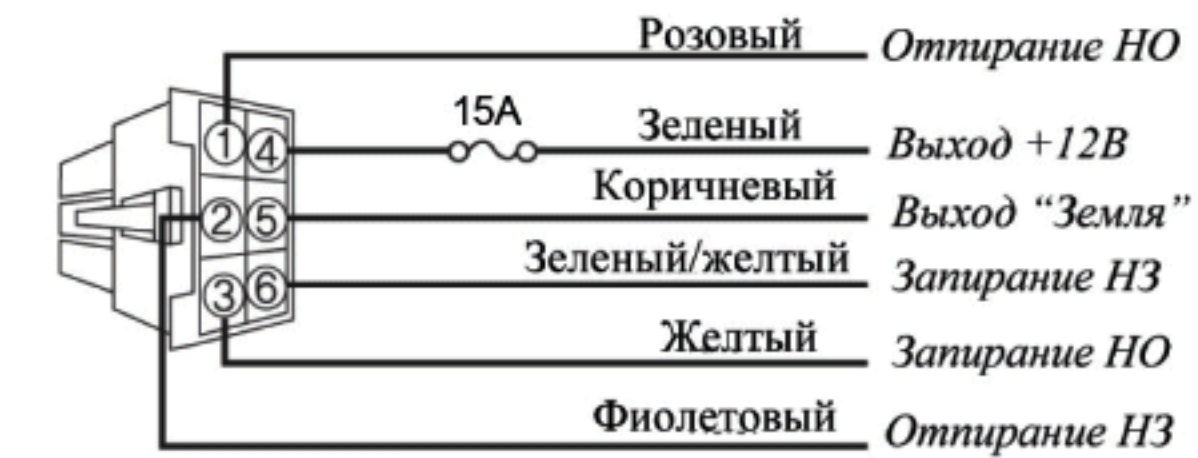 Розовый Отпирание НО
15А
Зеленый Выход +12В
1 4
Коричневый Выход “Земля”
2 5
Зеленый/желтый Запирание НЗ
3 6
Желтый Запирание НО
Фиолетовый Отпирание НЗ